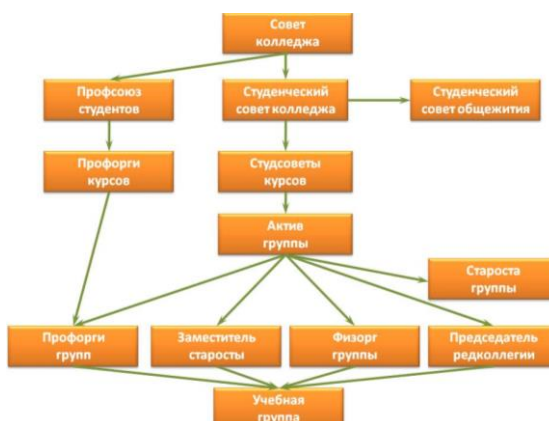 Совет
колледжа
Профсоюз
студентов
Студенческий
совет колледжа
Студенческий
совет общежития
Профорги
курсов
Студсоветы
курсов
Актив
группы
Староста
группы
Профорги
групп
Заместитель
старосты
Физорг
группы
Председатель
редколлегии
Учебная
группа